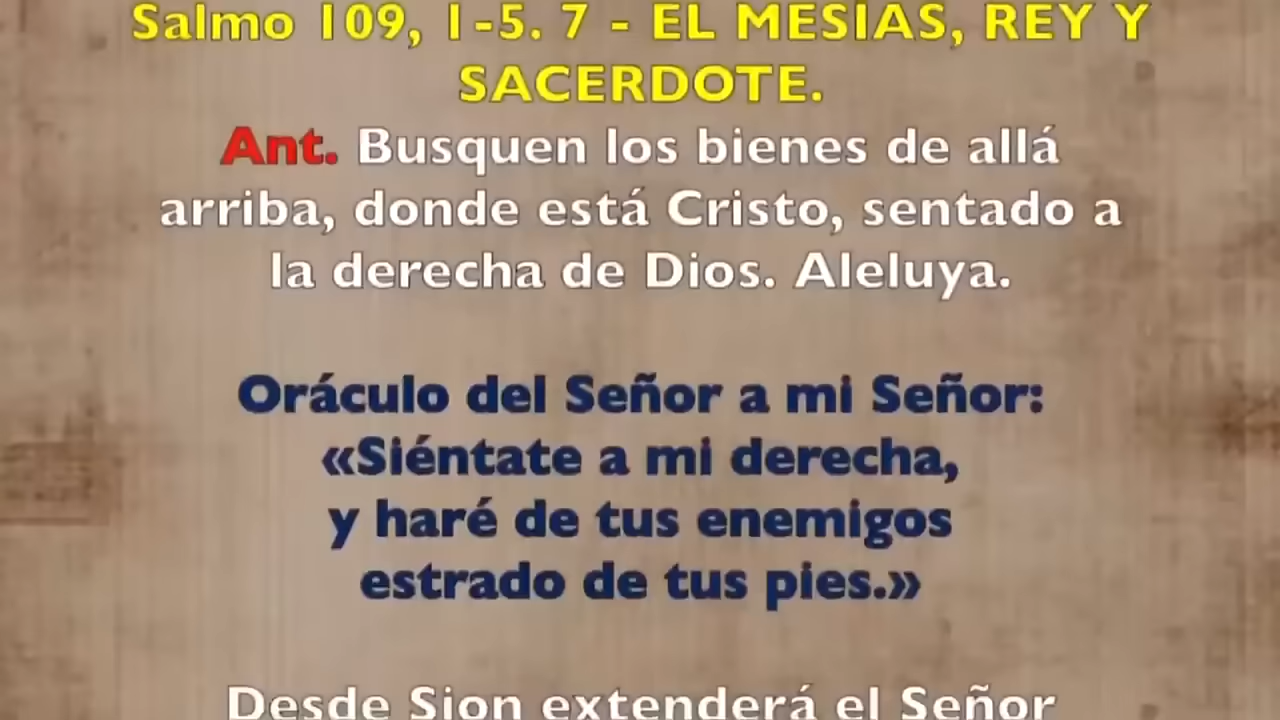 Salmo 109, 1-5. 7 - EL MESÍAS, REY Y
SACERDOTE.
Ant. Busquen los bienes de allá
arriba, donde está Cristo, sentado a
la derecha de Dios. Aleluya.
Oráculo del Señor a mi Señor:
«Siéntate a mi derecha,
y haré de tus enemigos
estrado de tus pies.»
Desde Sion extenderá el Señor